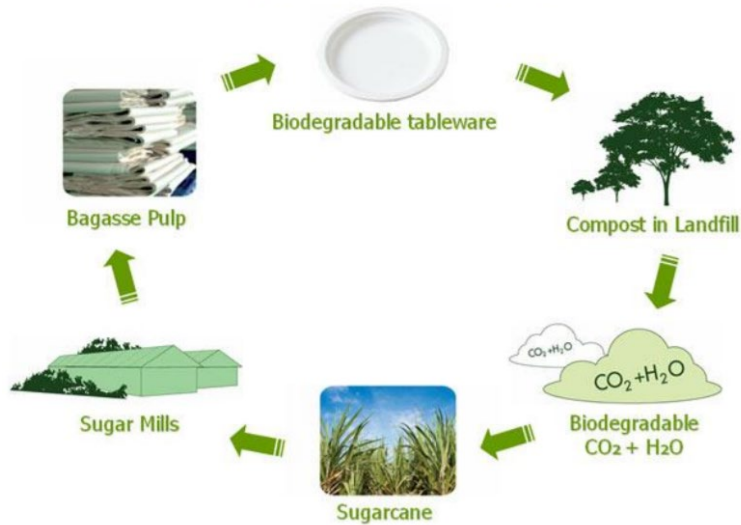 Biodegradable tableware
Compost in Landfill
CO₂+H₂O
CO₂+H₂O
Biodegradable
CO₂ + H₂O
Sugarcane
Sugar Mills
Bagasse Pulp